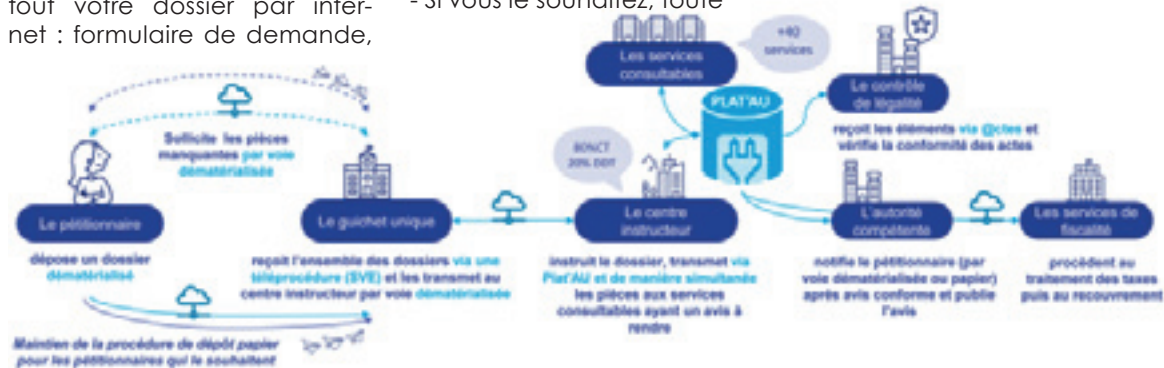 tout votre dossier par inter-
net : formulaire de demande,
- Si vous le souhaitez, toute
+40
services
Les services
consultables
PLAT'AU
Le contrôle
de légalité
reçoit les éléments via @ctes et
vérifie la conformité des actes
Sollicite les pièces
manquantes par voie
dématérialisée
80%CT
20% DDT
Le pétitionnaire
dépose un dossier
dématérialisé
Le guichet unique
reçoit l'ensemble des dossiers via une
téléprocédure (SVE) et les transmet au
centre instructeur par voie dématérialisée
Le centre
instructeur
instruit le dossier, transmet via
Plat'AU et de manière simultanée
les pièces aux services
consultables ayant un avis à
rendre
L'autorité
compétente
notifie le pétitionnaire (par
voie dématérialisée ou papier)
après avis conforme et publie
l'avis
Les services de
fiscalité
procèdent au
traitement des taxes
puis au recouvrement
Maintien de la procédure de dépôt papier
pour les pétitionnaires qui le souhaitent